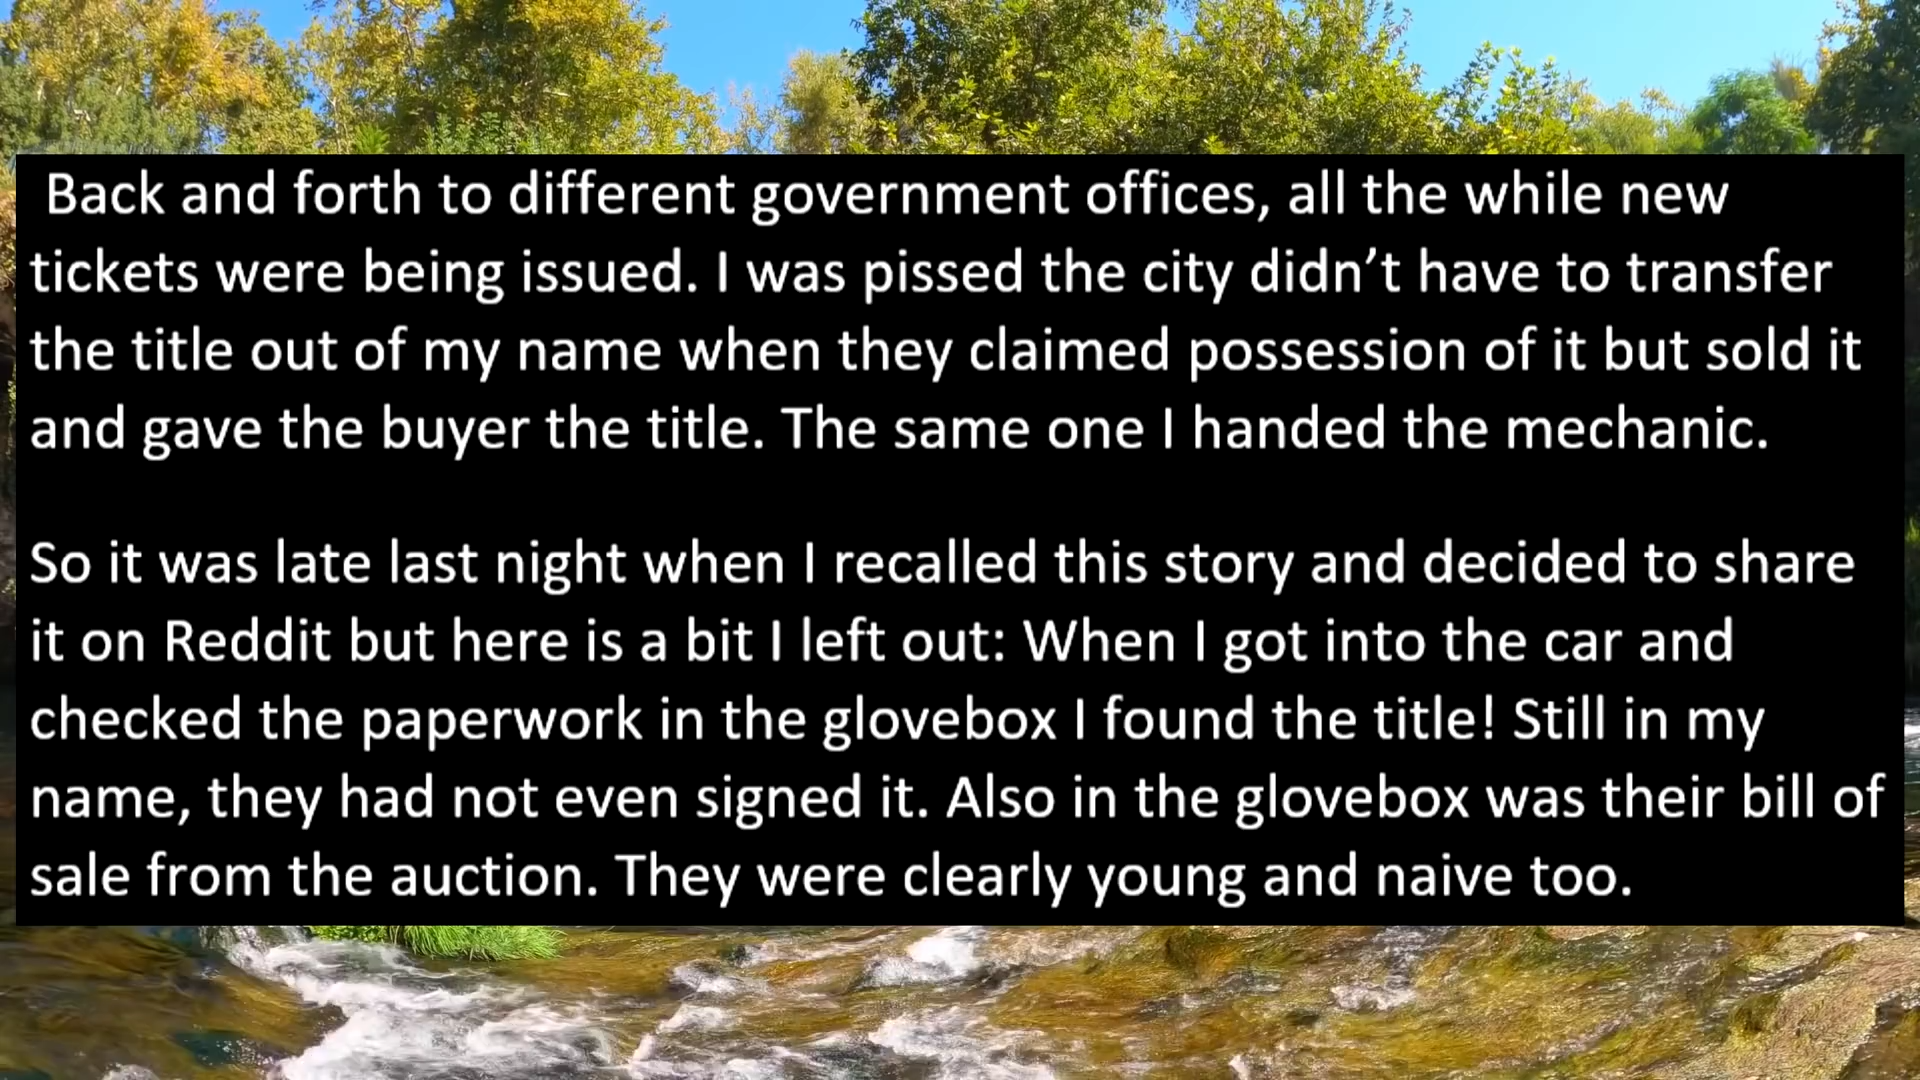 Back and forth to different government offices, all the while new
tickets were being issued. I was pissed the city didn’t have to transfer
the title out of my name when they claimed possession of it but sold it
and gave the buyer the title. The same one I handed the mechanic.
So it was late last night when I recalled this story and decided to share
it on Reddit but here is a bit I left out: When I got into the car and
checked the paperwork in the glovebox I found the title! Still in my
name, they had not even signed it. Also in the glovebox was their bill of
sale from the auction. They were clearly young and naive too.